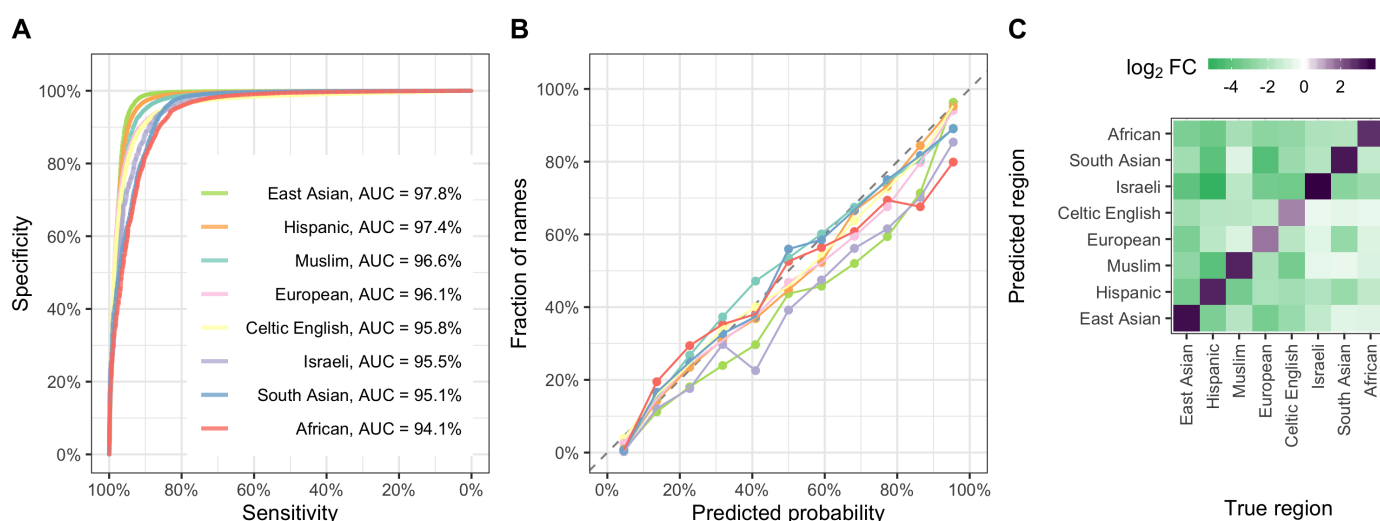 A
100%
80%
60%
40%
20%
0%
Specificity
East Asian, AUC = 97.8%
Hispanic, AUC = 97.4%
Muslim, AUC = 96.6%
European, AUC = 96.1%
Celtic English, AUC = 95.8%
Israeli, AUC = 95.5%
South Asian, AUC = 95.1%
African, AUC = 94.1%
100% 80% 60% 40% 20% 0%
Sensitivity
B
100%
80%
60%
40%
20%
0%
Fraction of names
0% 20% 40% 60% 80% 100%
Predicted probability
C
log2 FC
-4 -2 0 2
Predicted region
African
South Asian
Israeli
Celtic English
European
Muslim
Hispanic
East Asian
East Asian
Hispanic
Muslim
European
Celtic English
Israeli
South Asian
African
True region